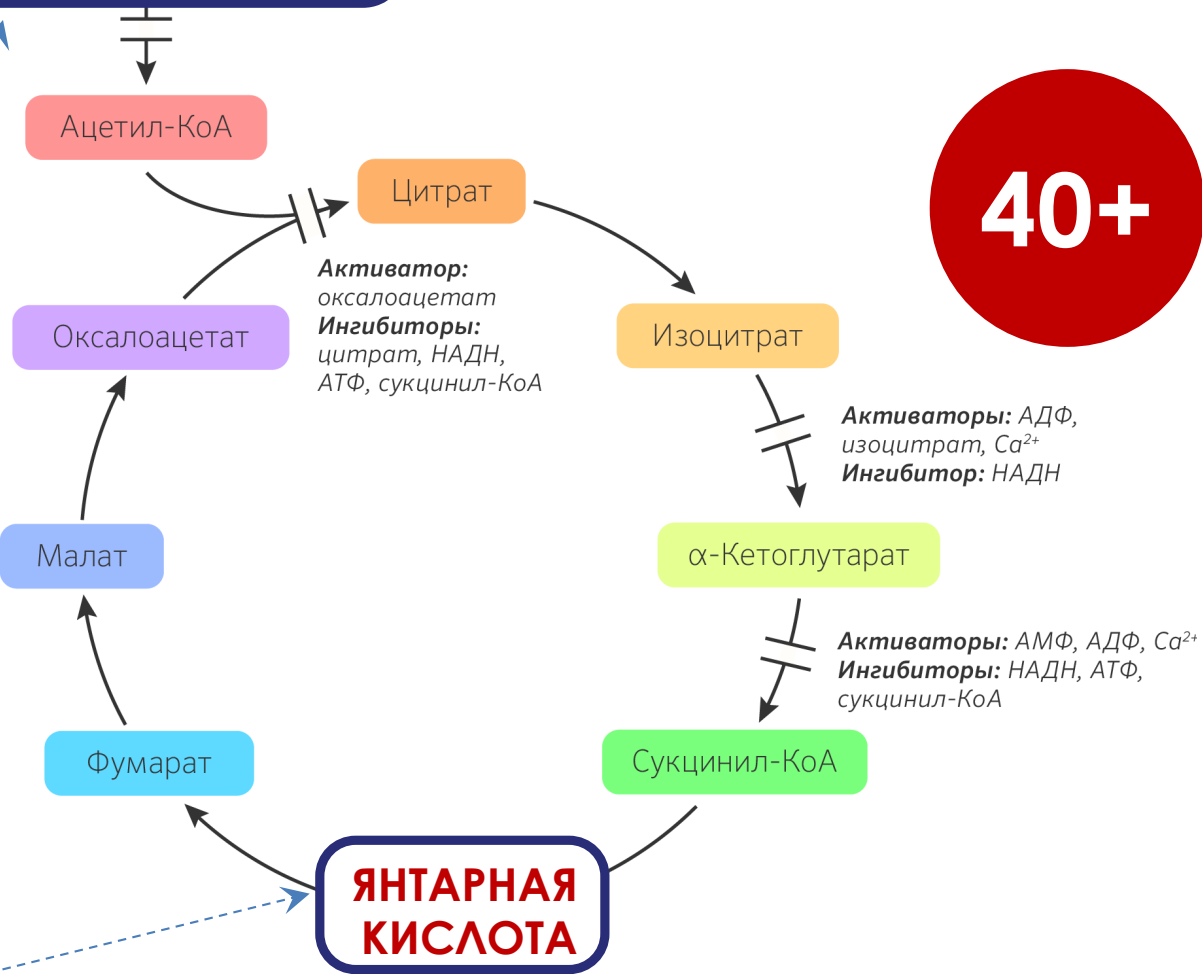 Ацетил-КоА
Цитрат
40+
Активатор:
оксалоацетат
Ингибиторы:
цитрат, НАДН,
АТФ, сукцинил-КоА
Оксалоацетат
Изоцитрат
Активаторы: АДФ,
изоцитрат, Ca²⁺
Ингибитор: НАДН
Малат
α-Кетоглутарат
Активаторы: АМФ, АДФ, Ca²⁺
Ингибиторы: НАДН, АТФ,
сукцинил-КоА
Фумарат
Сукцинил-КоА
ЯНТАРНАЯ
КИСЛОТА